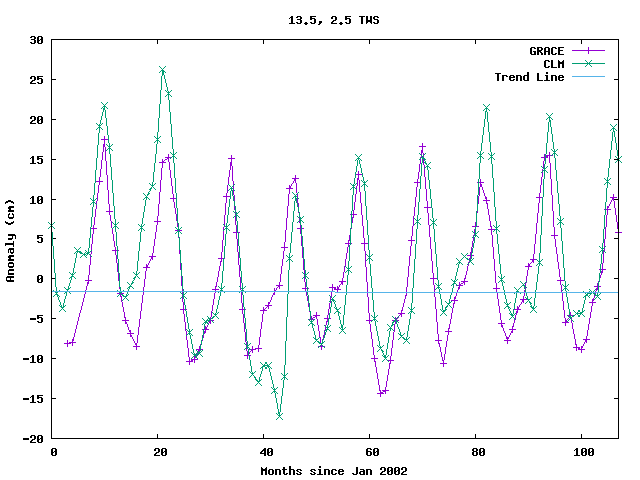 13.5, 2.5 TWS
GRACE
CLM
Trend Line
Anomaly (cm)
30
25
20
15
10
5
0
-5
-10
-15
-20
0 20 40 60 80 100
Months since Jan 2002